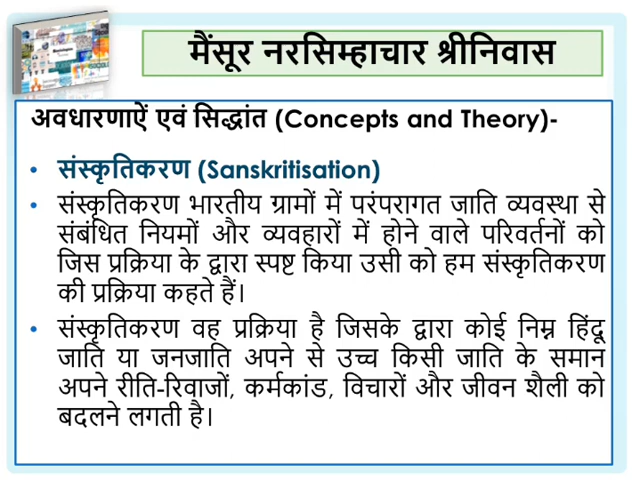 मैंसूर नरसिम्हाचार श्रीनिवास
अवधारणाऐं एवं सिद्धांत (Concepts and Theory)-
• संस्कृतिकरण (Sanskritisation)
• संस्कृतिकरण भारतीय ग्रामों में परंपरागत जाति व्यवस्था से
संबंधित नियमों और व्यवहारों में होने वाले परिवर्तनों को
जिस प्रक्रिया के द्वारा स्पष्ट किया उसी को हम संस्कृतिकरण
की प्रक्रिया कहते हैं।
• संस्कृतिकरण वह प्रक्रिया है जिसके द्वारा कोई निम्न हिंदू
जाति या जनजाति अपने से उच्च किसी जाति के समान
अपने रीति-रिवाजों, कर्मकांड, विचारों और जीवन शैली को
बदलने लगती है।